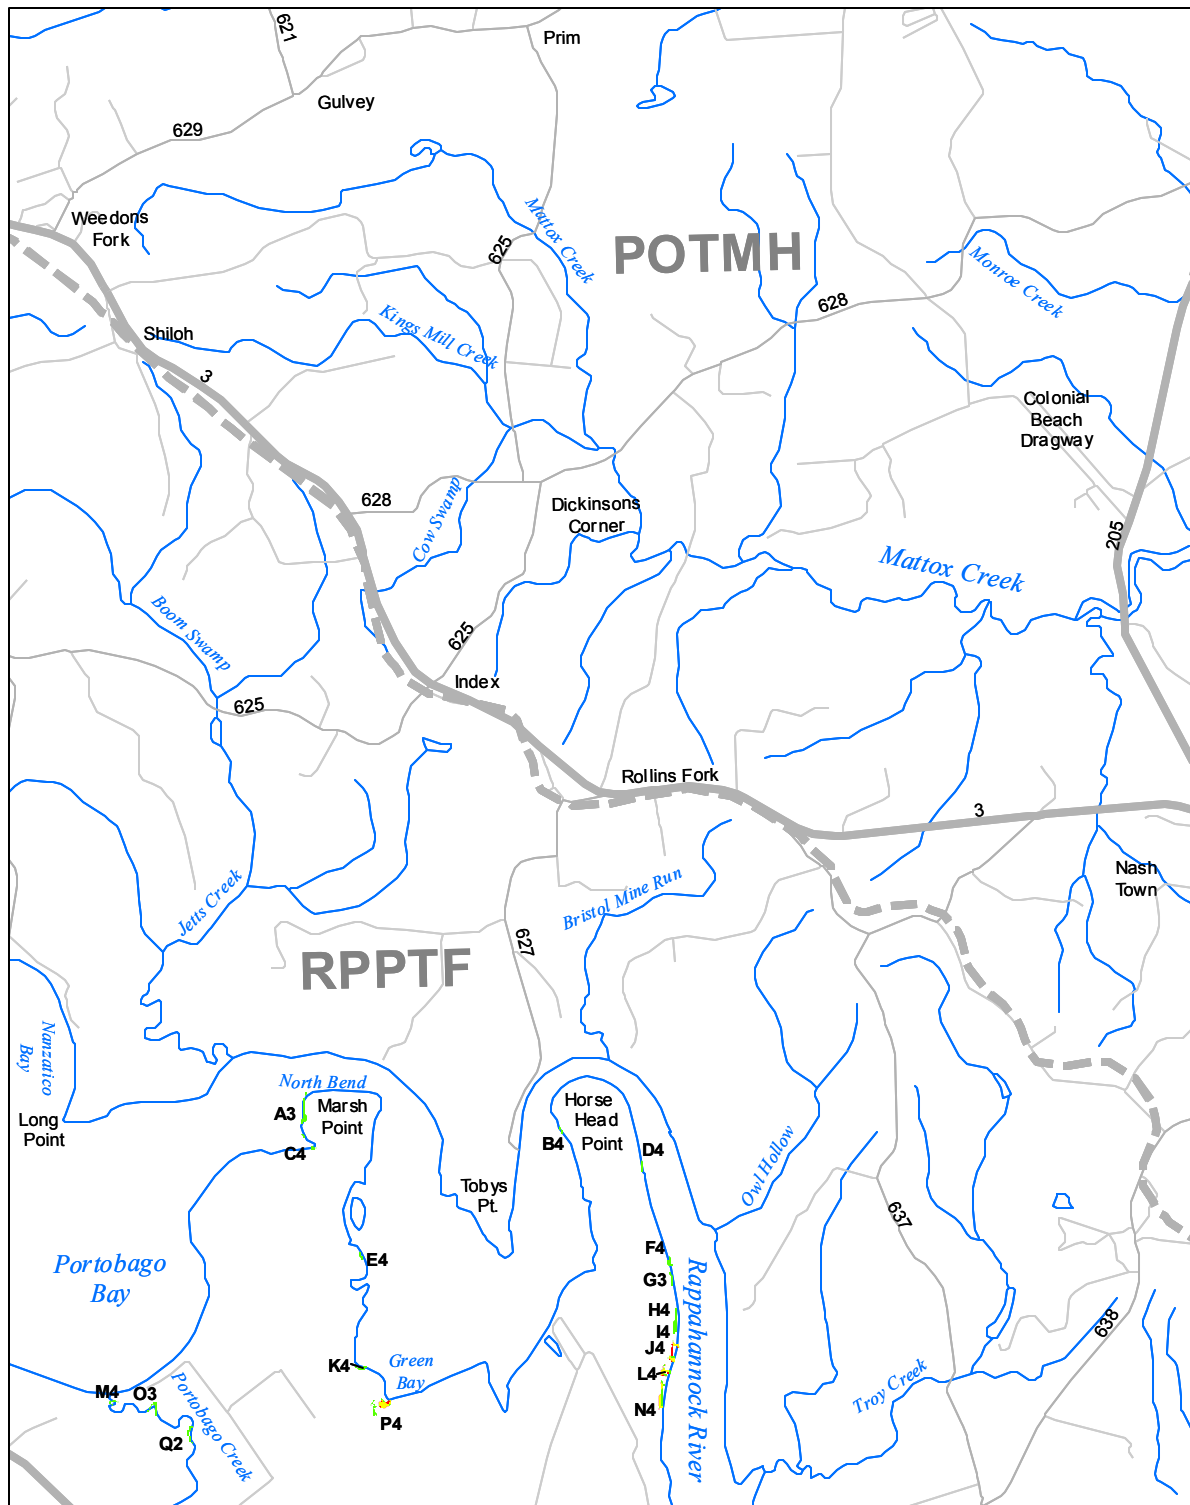 621
Prim
Gulvey
629
Weedons
Fork
Mattox Creek
625
POTMH
Monroe Creek
628
Shiloh
Kings Mill Creek
3
Colonial
Beach
Dragway
628
Cow Swamp
Dickinsons
Corner
205
Mattox Creek
Boom Swamp
625
Index
625
Rollins Fork
3
Nash
Town
Jetts Creek
Bristol Mine Run
627
RPPTF
Nanzatico
Bay
North Bend
Long
Point
A3
Marsh
Point
Horse
Head
Point
C4
B4
D4
Owl Hollow
Tobys
Pt.
637
Portobago
Bay
E4
F4
G3
Rappahannock River
H4
I4
J4
638
K4
Green
Bay
L4
M4
O3
Portobago Creek
N4
P4
Troy Creek
Q2